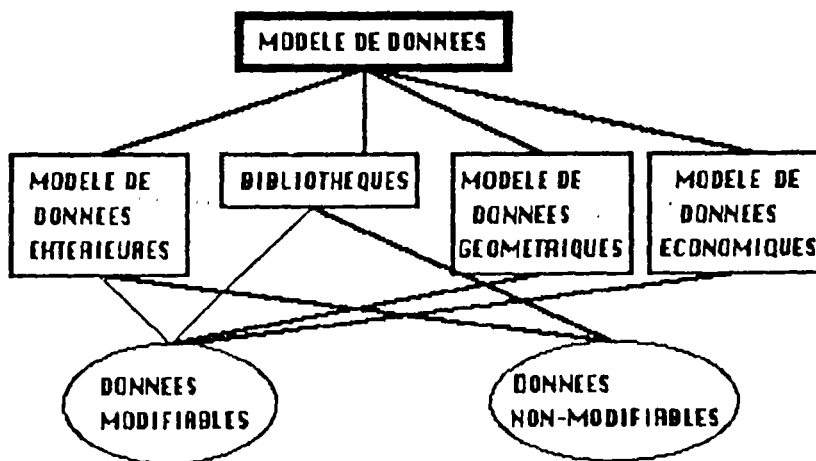 MODELE DE DONNEES
MODELE DE
DONNEES
EXTERIEURES
BIBLIOTHEQUES
MODELE DE
DONNEES
GEOMETRIQUES
MODELE DE
DONNEES
ECONOMIQUES
DONNEES
MODIFIABLES
DONNEES
NON-MODIFIABLES